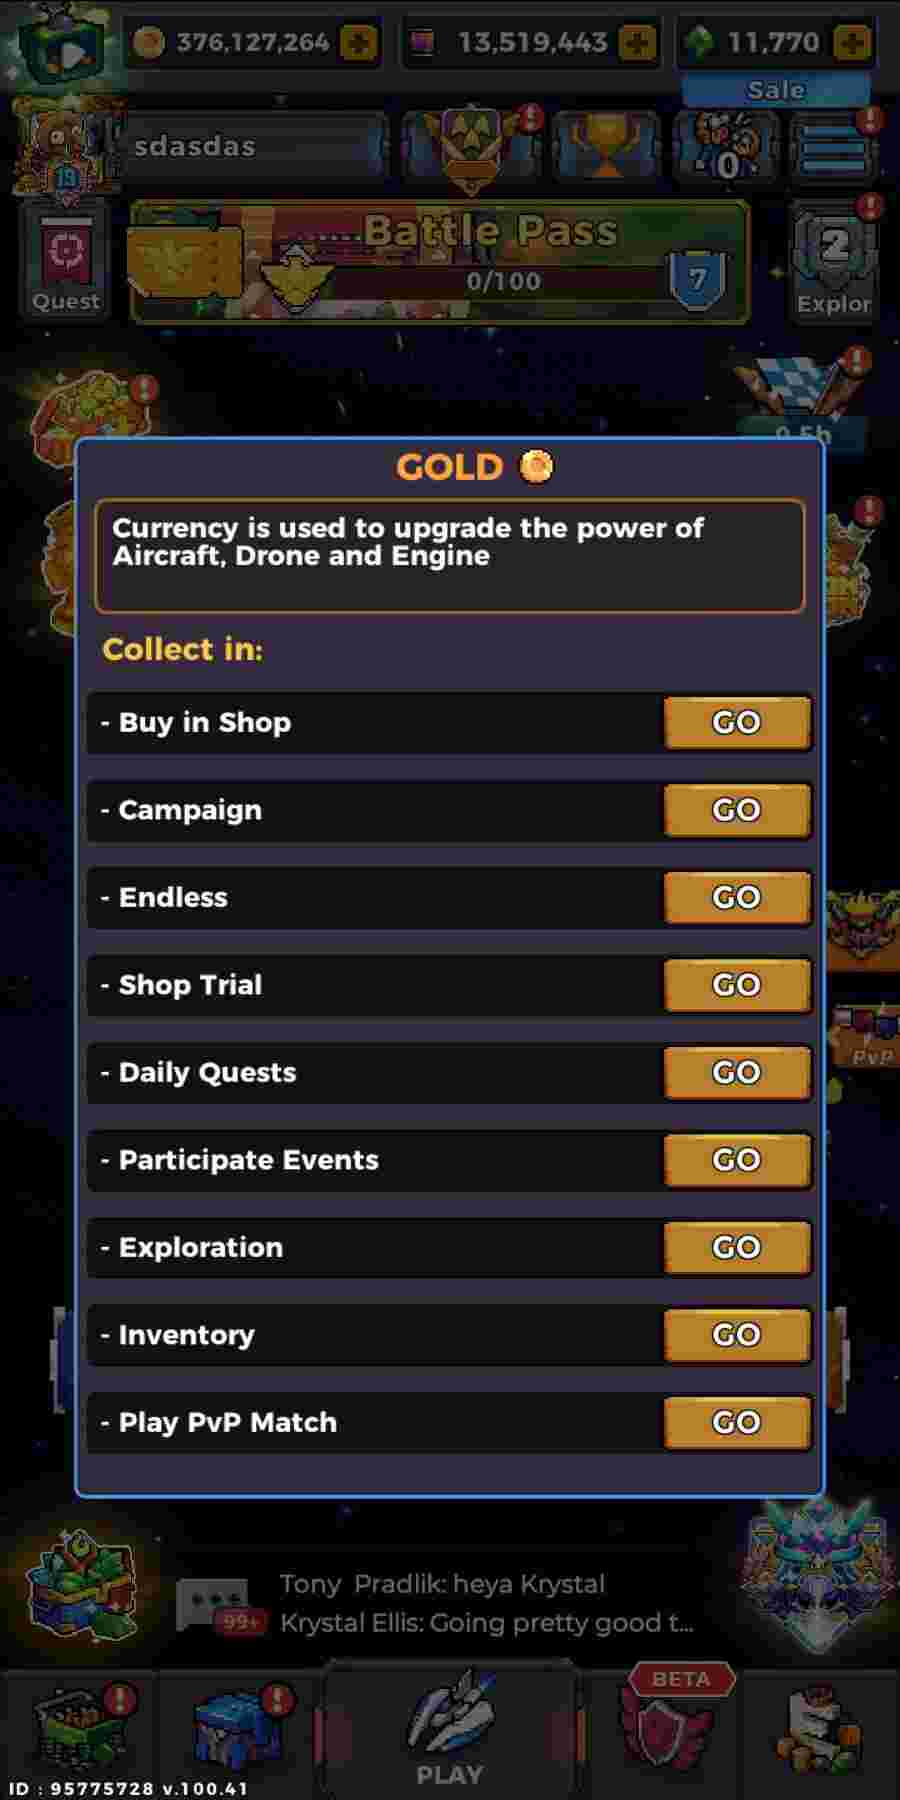 376,127,264
13,519,443
11,770
Sale
19
sdasdas
0
Quest
Battle Pass
0/100
7
2
Explor
9.5h
GOLD
Currency is used to upgrade the power of
Aircraft, Drone and Engine
Collect in:
- Buy in Shop
GO
- Campaign
GO
- Endless
GO
- Shop Trial
GO
- Daily Quests
GO
- Participate Events
GO
- Exploration
GO
- Inventory
GO
- Play PvP Match
GO
PvP
Tony Pradlik: heya Krystal
99+
Krystal Ellis: Going pretty good t...
BETA
PLAY
ID : 95775728 v.100.41